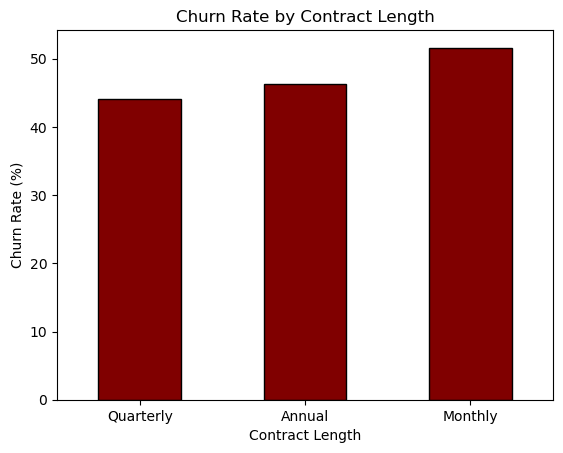 Churn Rate by Contract Length
Churn Rate (%)
50
40
30
20
10
0
Quarterly Annual Monthly
Contract Length